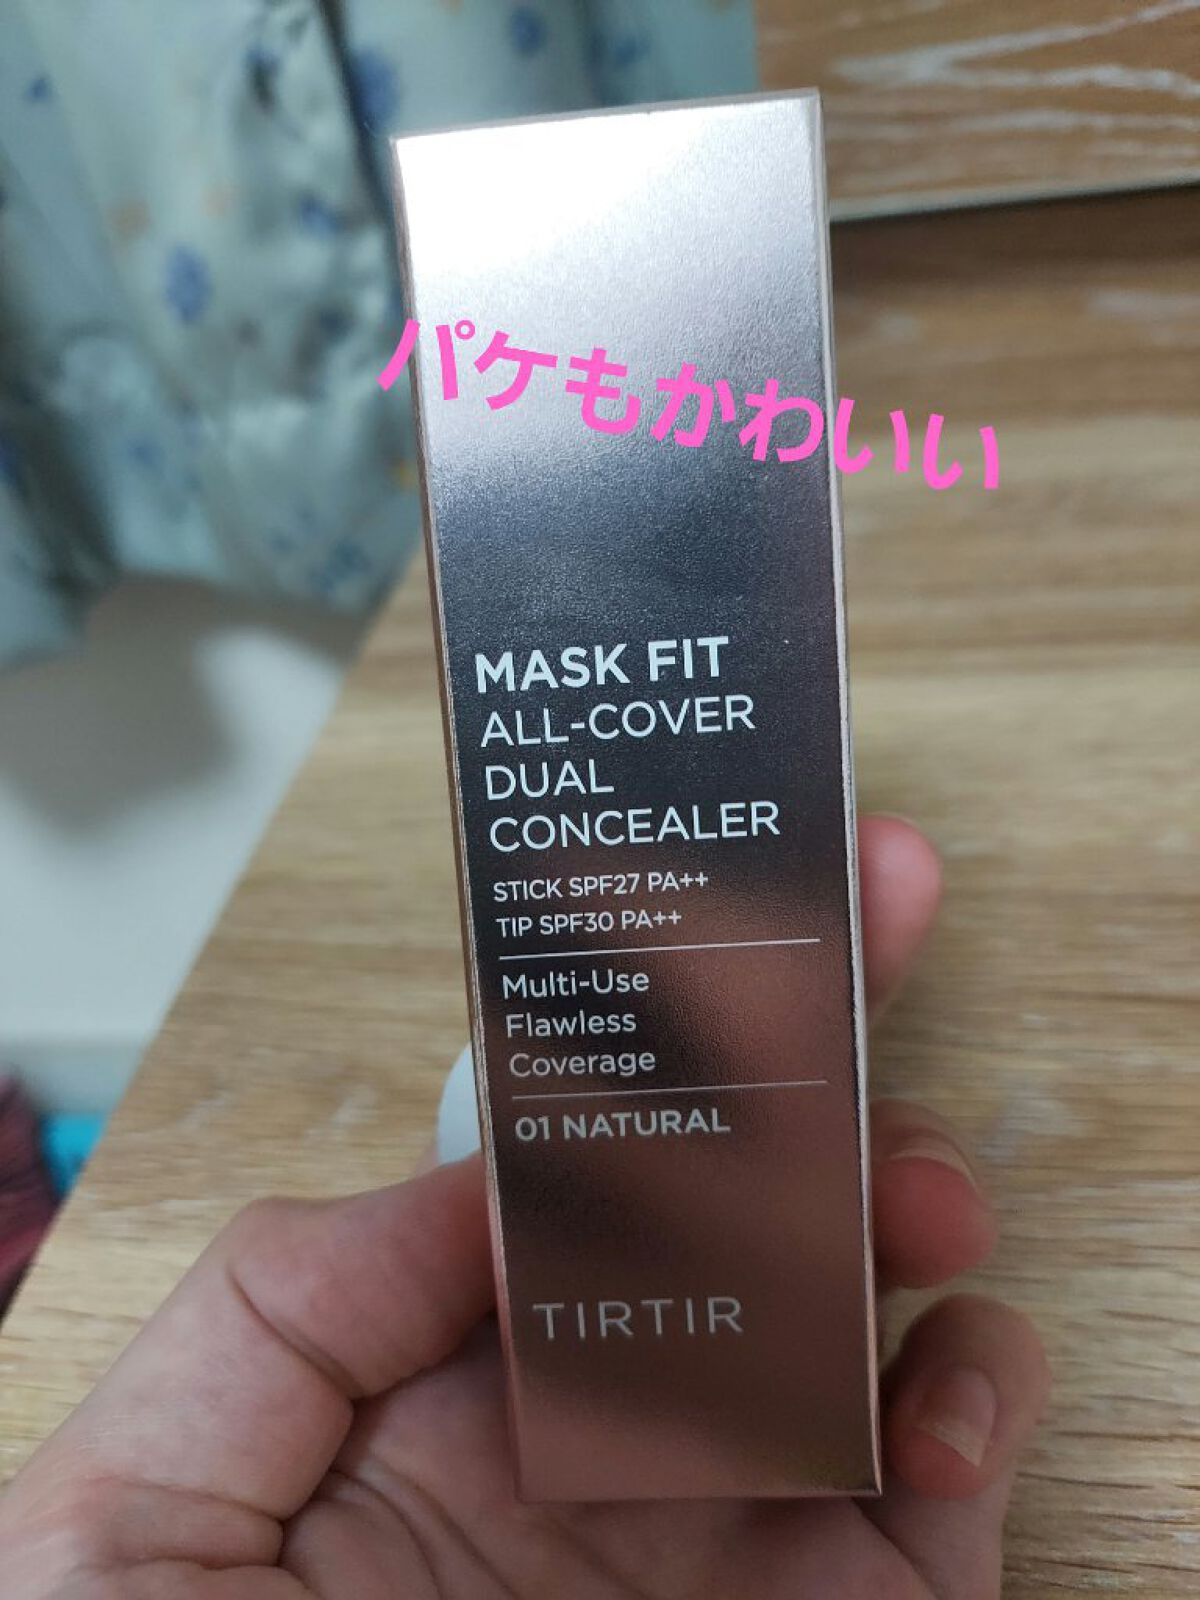 パケもかわいい
MASK FIT
ALL-COVER
DUAL
CONCEALER
STICK SPF27 PA++
TIP SPF30 PA++
Multi-Use
Flawless
Coverage
01 NATURAL
TIRTIR